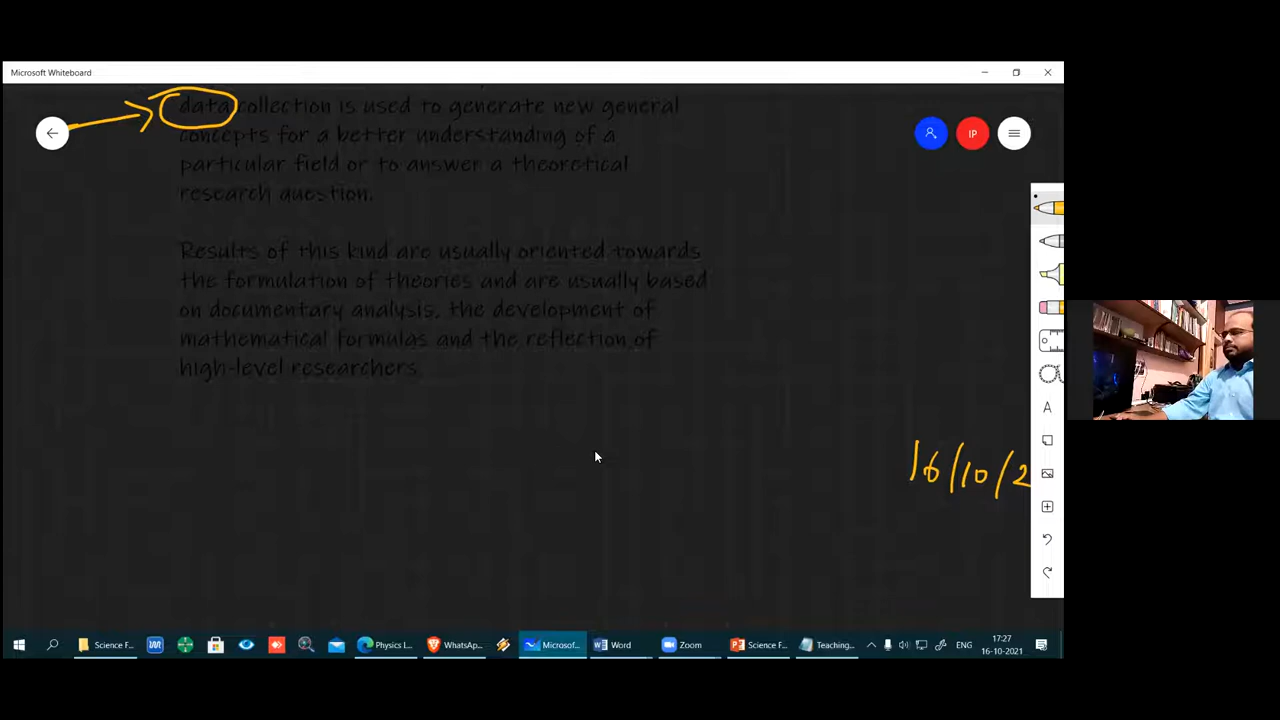 Microsoft Whiteboard
data collection is used to generate new general
concepts for a better understanding of a
particular field or to answer a theoretical
research question.
IP
Results of this kind are usually oriented towards
the formulation of theories and are usually based
on documentary analysis, the development of
mathematical formulas and the reflection of
high-level researchers
16/10/2
A
Science F...
Physics L...
WhatsAp...
Microsof...
Word
Zoom
Science F...
Teaching...
ENG
17:27
16-10-2021